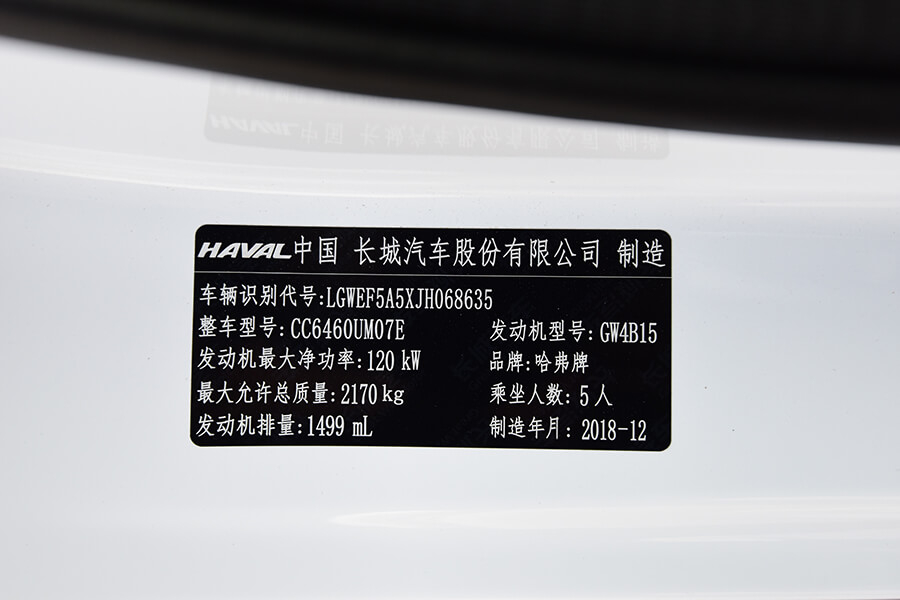 HAVAL中国 长城汽车股份有限公司 制造
车辆识别代号:LGWEF5A5XJH068635
整车型号:CC6460UM07E 发动机型号:GW4B15
发动机最大净功率:120 kW 品牌:哈弗牌
最大允许总质量:2170kg 乘坐人数:5人
发动机排量:1499 mL 制造年月:2018-12